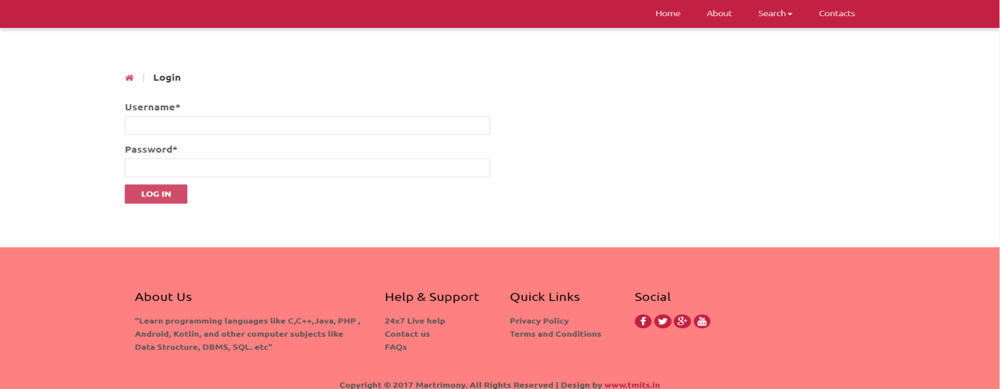 Home About Search Contacts
| Login
Username*
Password*
LOG IN
About Us
"Learn programming languages like C,C++,Java, PHP ,
Android, Kotlin, and other computer subjects like
Data Structure, DBMS, SQL. etc"
Help & Support
24x7 Live help
Contact us
FAQs
Quick Links
Privacy Policy
Terms and Conditions
Social
Copyright © 2017 Martrimony. All Rights Reserved | Design by www.tmits.in